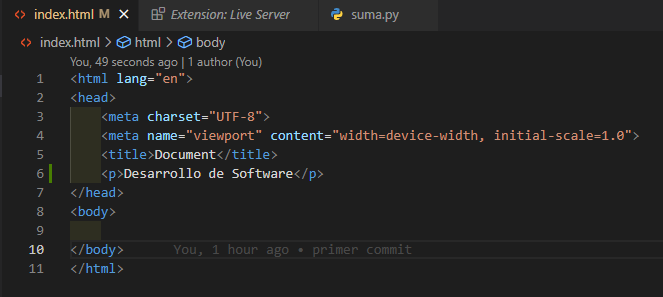 index.html M Extension: Live Server suma.py
index.html > html > body
You, 49 seconds ago | 1 author (You)
1 <html lang="en">
2 <head>
3 <meta charset="UTF-8">
4 <meta name="viewport" content="width=device-width, initial-scale=1.0">
5 <title>Document</title>
6 <p>Desarrollo de Software</p>
7 </head>
8 <body>
9
10 </body> You, 1 hour ago • primer commit
11 </html>